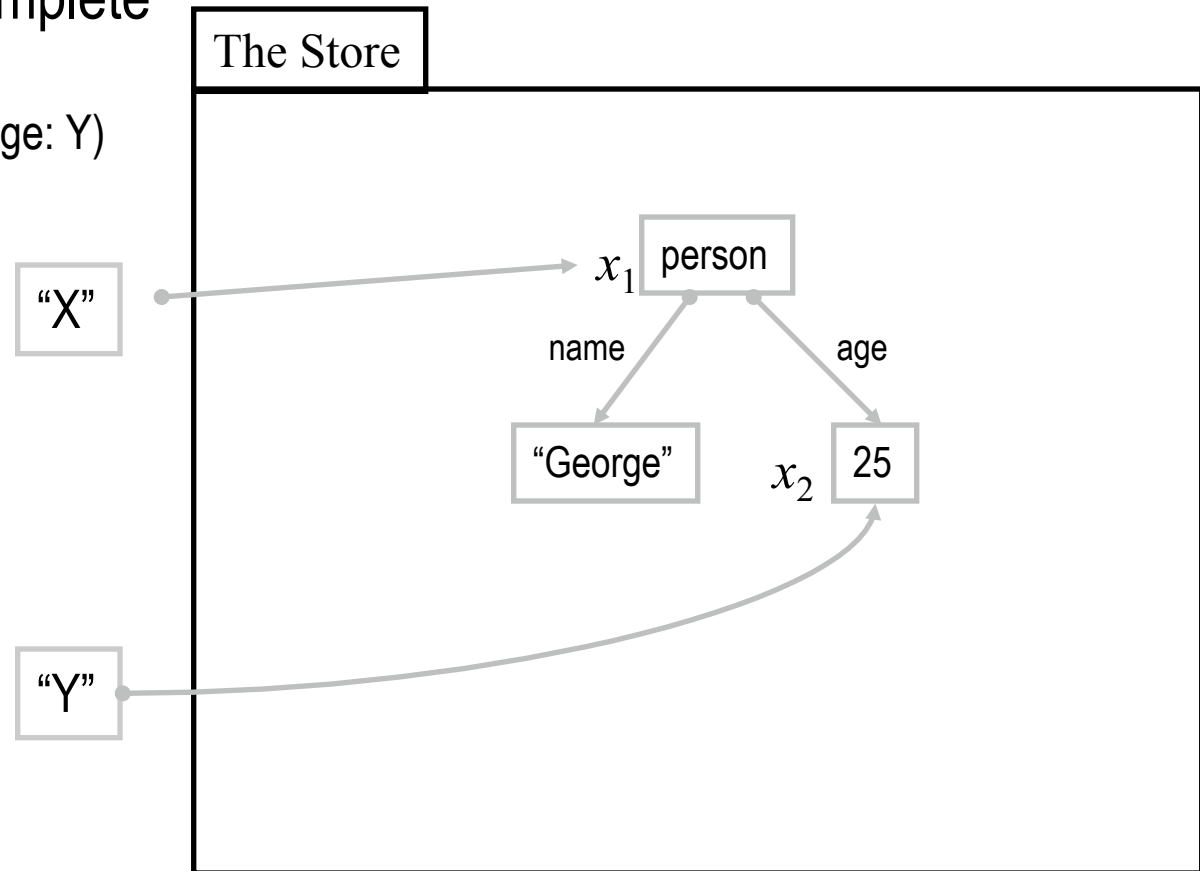 mplete
The Store
ge: Y)
“X”
x1 person
name
age
“George”
x2 25
“Y”